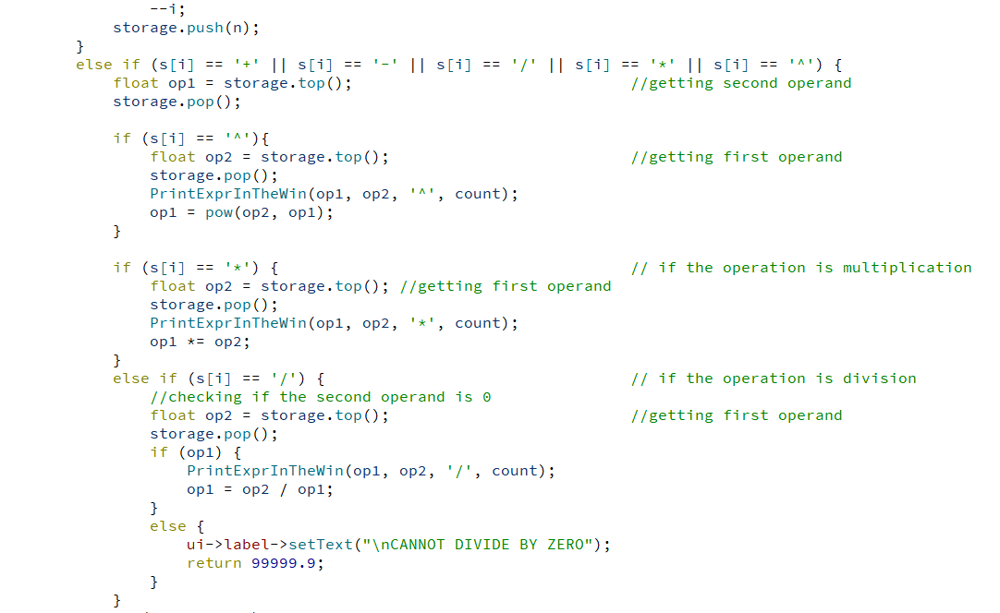 --i;
storage.push(n);
}
else if (s[i] == '+' || s[i] == '-' || s[i] == '/' || s[i] == '*' || s[i] == '^') {
float op1 = storage.top(); //getting second operand
storage.pop();
if (s[i] == '^'){
float op2 = storage.top(); //getting first operand
storage.pop();
PrintExprInTheWin(op1, op2, '^', count);
op1 = pow(op2, op1);
}
if (s[i] == '*') { // if the operation is multiplication
float op2 = storage.top(); //getting first operand
storage.pop();
PrintExprInTheWin(op1, op2, '*', count);
op1 *= op2;
}
else if (s[i] == '/') { // if the operation is division
//checking if the second operand is 0
float op2 = storage.top(); //getting first operand
storage.pop();
if (op1) {
PrintExprInTheWin(op1, op2, '/', count);
op1 = op2 / op1;
}
else {
ui->label->setText("\nCANNOT DIVIDE BY ZERO");
return 99999.9;
}
}